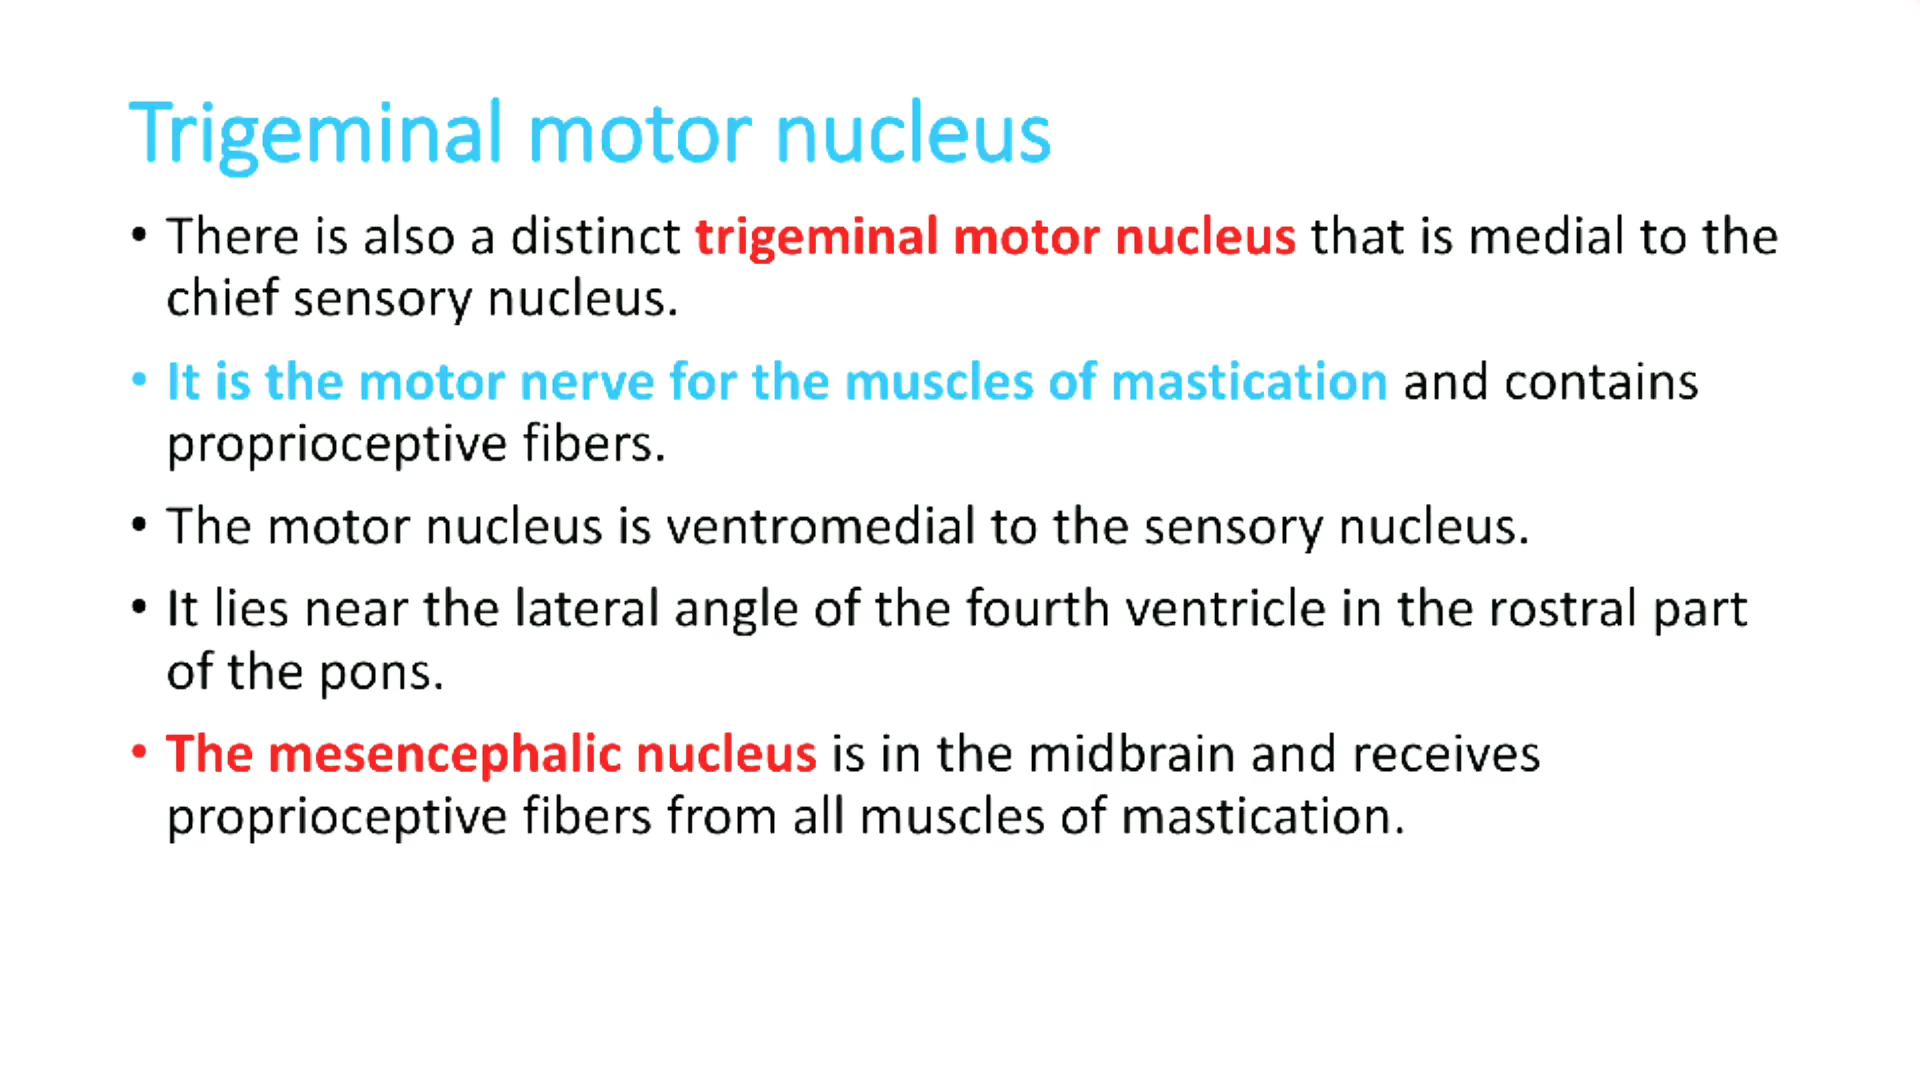 Trigeminal motor nucleus
• There is also a distinct trigeminal motor nucleus that is medial to the
chief sensory nucleus.
• It is the motor nerve for the muscles of mastication and contains
proprioceptive fibers.
• The motor nucleus is ventromedial to the sensory nucleus.
• It lies near the lateral angle of the fourth ventricle in the rostral part
of the pons.
• The mesencephalic nucleus is in the midbrain and receives
proprioceptive fibers from all muscles of mastication.